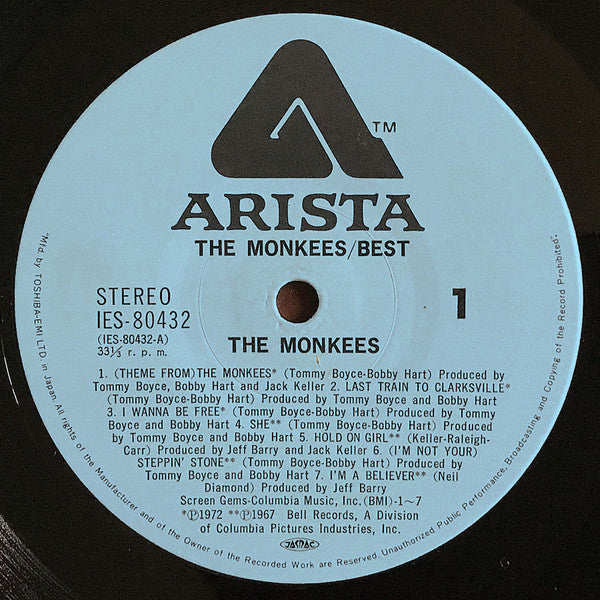 TM
ARISTA
THE MONKEES/BEST
STEREO
IES-80432
(IES-80432-A)
33⅓ r. p. m.
1
THE MONKEES
1. (THEME FROM) THE MONKEES* (Tommy Boyce-Bobby Hart) Produced by
Tommy Boyce, Bobby Hart and Jack Keller 2. LAST TRAIN TO CLARKSVILLE*
(Tommy Boyce-Bobby Hart) Produced by Tommy Boyce and Bobby Hart
3. I WANNA BE FREE* (Tommy Boyce-Bobby Hart) Produced by Tommy
Boyce and Bobby Hart 4. SHE** (Tommy Boyce-Bobby Hart) Produced
by Tommy Boyce and Bobby Hart 5. HOLD ON GIRL** (Keller-Raleigh-
Carr) Produced by Jeff Barry and Jack Keller 6. (I'M NOT YOUR)
STEPPIN' STONE** (Tommy Boyce-Bobby Hart) Produced by
Tommy Boyce and Bobby Hart 7. I'M A BELIEVER** (Neil
Diamond) Produced by Jeff Barry
Screen Gems-Columbia Music, Inc. (BMI)-1~7
*Ⓟ1972 **Ⓟ1967 Bell Records, A Division
of Columbia Pictures Industries, Inc.
JASRAC
"Mfd by TOSHIBA-EMI LTD. in Japan. All rights of the Manufacturer and of the Owner of the Recorded Work are Reserved. Unauthorized Public Performance, Broadcasting and Copying of the Record Prohibited".